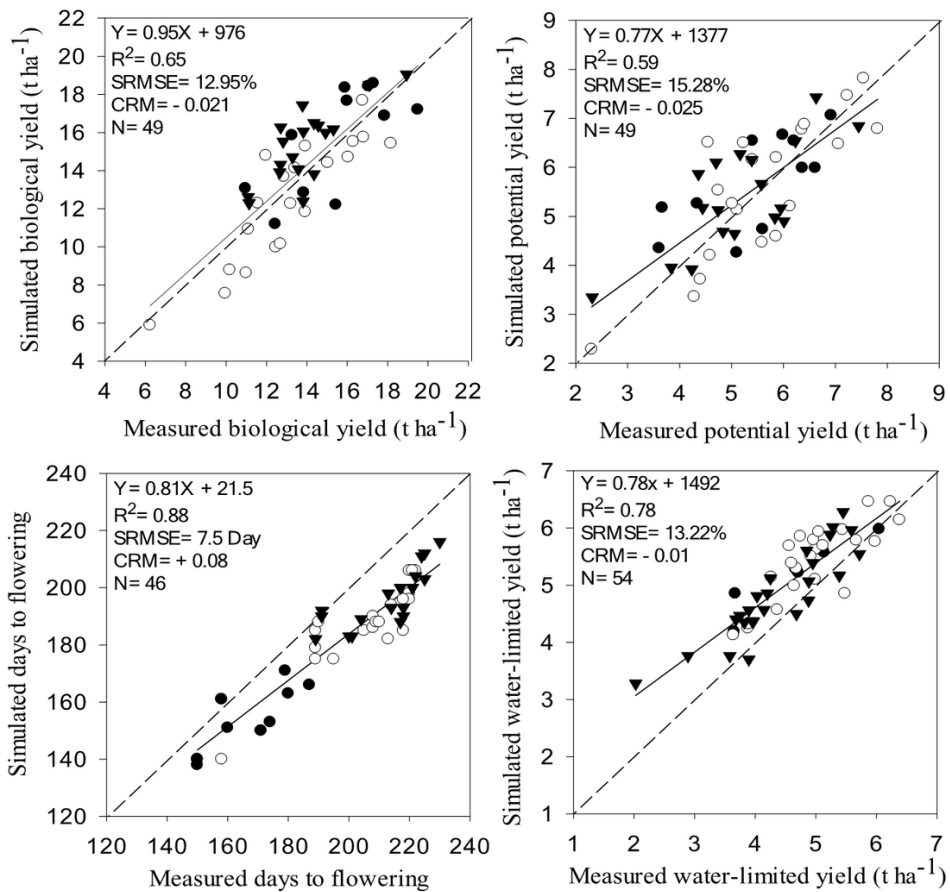 22
20
18
16
14
12
10
8
6
4
Y = 0.95X + 976
R² = 0.65
SRMSE= 12.95%
CRM= - 0.021
N= 49
4 6 8 10 12 14 16 18 20 22
Simulated biological yield (t ha⁻¹)
Measured biological yield (t ha⁻¹)
9
8
7
6
5
4
3
2
Y = 0.77X + 1377
R² = 0.59
SRMSE= 15.28%
CRM= - 0.025
N= 49
2 3 4 5 6 7 8 9
Simulated potential yield (t ha⁻¹)
Measured potential yield (t ha⁻¹)
240
220
200
180
160
140
120
Y = 0.81X + 21.5
R² = 0.88
SRMSE= 7.5 Day
CRM= + 0.08
N= 46
120 140 160 180 200 220 240
Simulated days to flowering
Measured days to flowering
7
6
5
4
3
2
1
Y = 0.78x + 1492
R² = 0.78
SRMSE= 13.22%
CRM= - 0.01
N= 54
1 2 3 4 5 6 7
Simulated water-limited yield (t ha⁻¹)
Measured water-limited yield (t ha⁻¹)